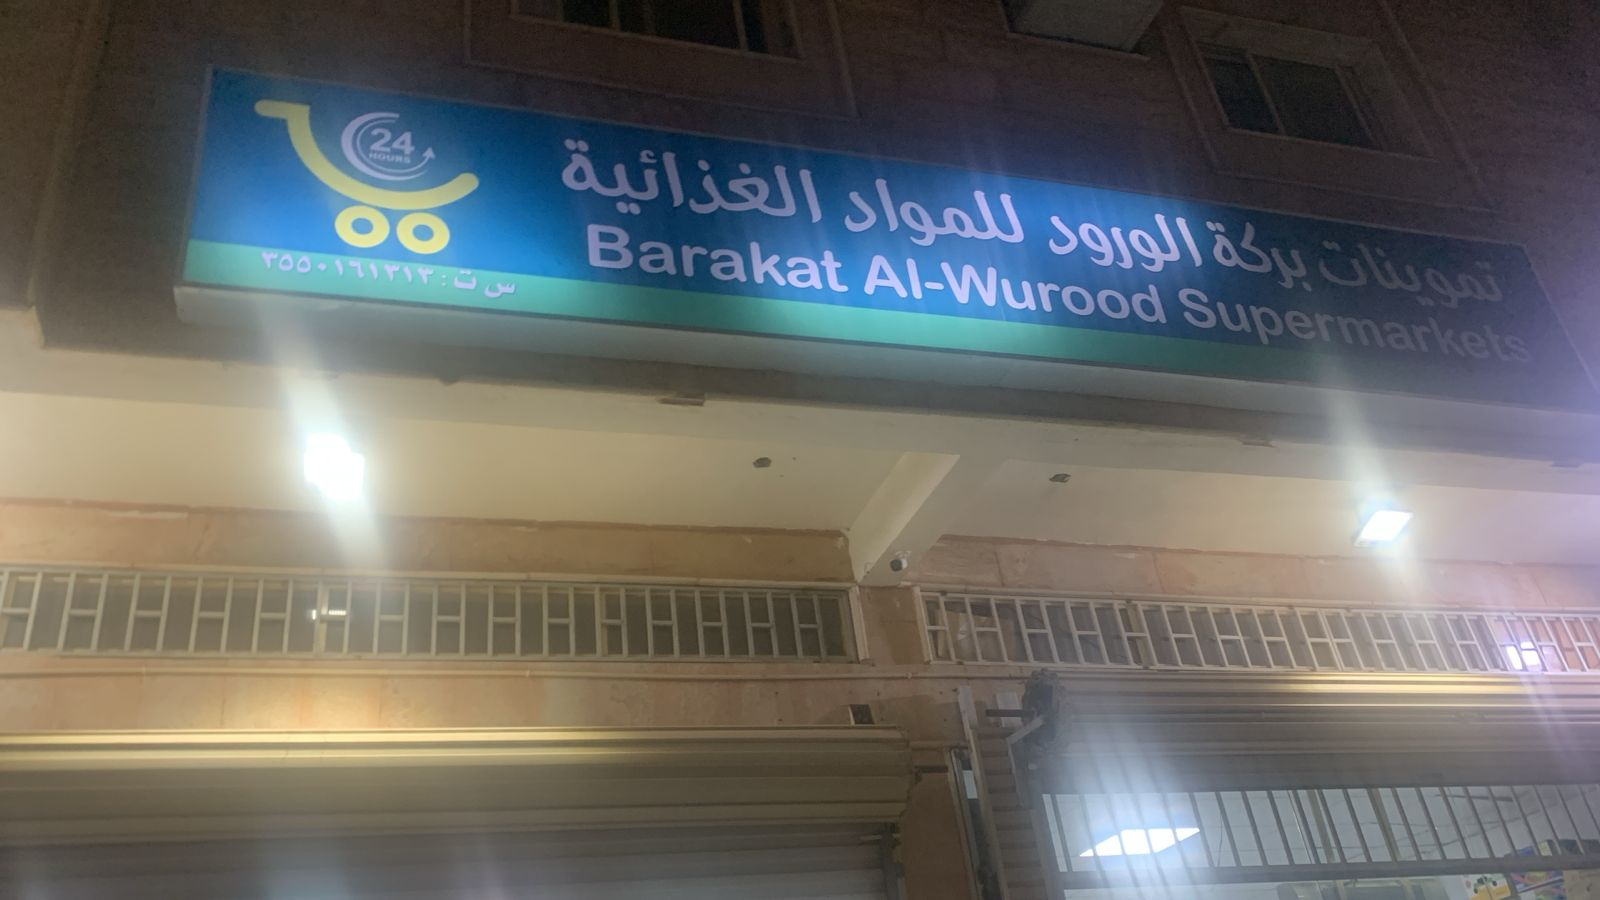 تموينات بركة الورود للمواد الغذائية
Barakat Al-Wurood Supermarkets
24
HOURS
س ت : ٣٥٥٠١٦١٣١٣